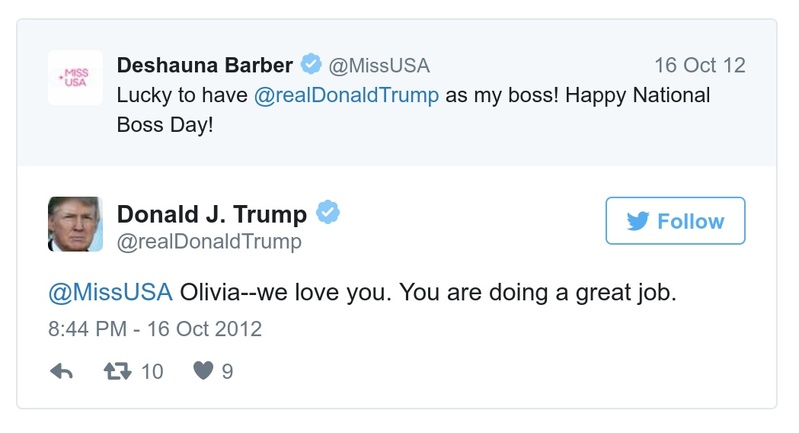 MISS
USA
Deshauna Barber @MissUSA 16 Oct 12
Lucky to have @realDonaldTrump as my boss! Happy National
Boss Day!
Donald J. Trump
@realDonaldTrump
Follow
@MissUSA Olivia--we love you. You are doing a great job.
8:44 PM - 16 Oct 2012
10 9